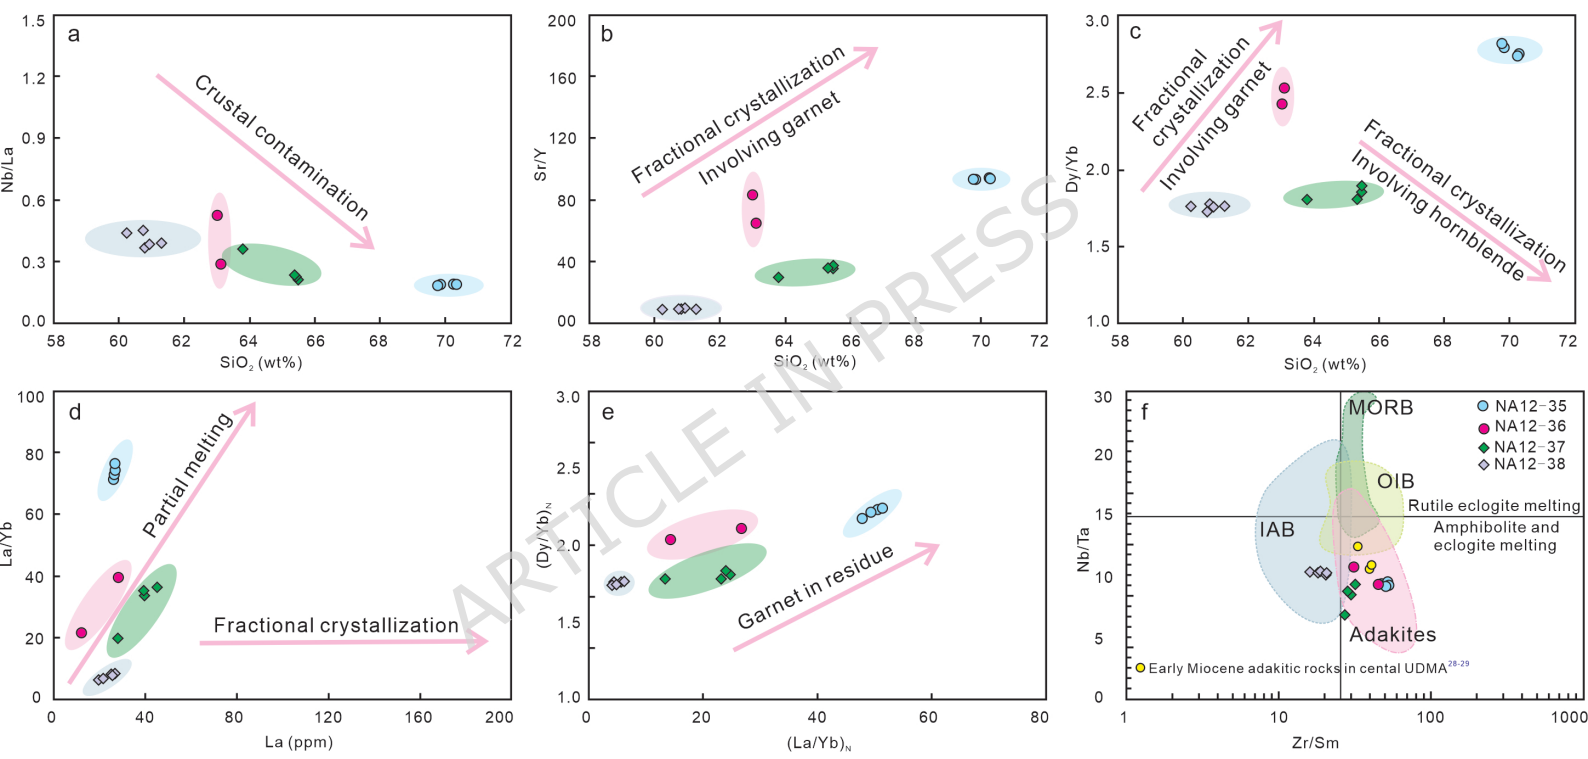 a
1.5
1.2
0.9
0.6
0.3
0.0
Nb/La
Crustal contamination
58 60 62 64 66 68 70 72
SiO₂ (wt%)
b
200
160
120
80
40
00
Sr/Y
Fractional crystallization
Involving garnet
58 60 62 64 66 68 70 72
SiO₂ (wt%)
c
3.0
2.5
2.0
1.5
1.0
Dy/Yb
Fractional
crystallization
Involving garnet
Fractional crystallization
Involving hornblende
58 60 62 64 66 68 70 72
SiO₂ (wt%)
d
100
80
60
40
20
0
La/Yb
Partial melting
Fractional crystallization
0 40 80 120 160 200
La (ppm)
e
3.0
2.5
2.0
1.5
1.0
(Dy/Yb)N
Garnet in residue
0 20 40 60 80
(La/Yb)N
f
30
20
15
10
5
0
Nb/Ta
MORB
OIB
IAB
Adakites
NA12-35
NA12-36
NA12-37
NA12-38
Rutile eclogite melting
Amphibolite and
eclogite melting
Early Miocene adakitic rocks in cental UDMA28-29
1 10 100 1000
Zr/Sm
ARTICLE IN PRESS